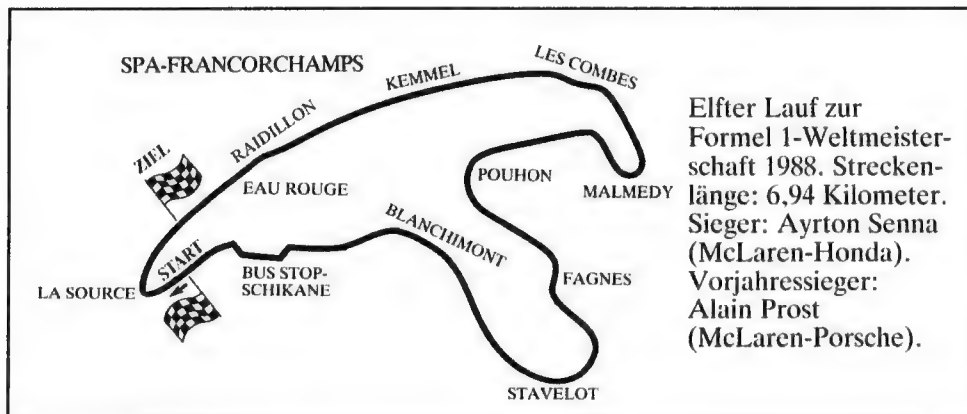 SPA-FRANCORCHAMPS
LES COMBES
KEMMEL
RAIDILLON
ZIEL
EAU ROUGE
POUHON
MALMEDY
BLANCHIMONT
START
BUS STOP-
SCHIKANE
LA SOURCE
FAGNES
STAVELOT
Elfter Lauf zur
Formel 1-Weltmeister-
schaft 1988. Strecken-
länge: 6,94 Kilometer.
Sieger: Ayrton Senna
(McLaren-Honda).
Vorjahressieger:
Alain Prost
(McLaren-Porsche).